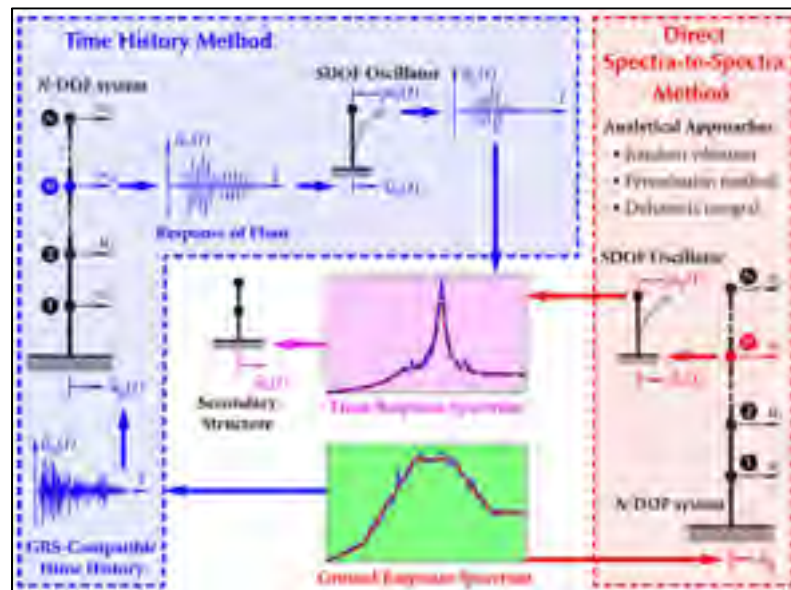 Time History Method
N-DOF system
SDOF Oscillator
Response of Floor
GRS-Compatible
Time History
Direct
Spectra-to-Spectra
Method
Analytical Approaches
• Random vibration
• Perturbation method
• Duhamel integral
SDOF Oscillator
N-DOF system
Secondary
Structure
Floor Response Spectrum
Ground Response Spectrum